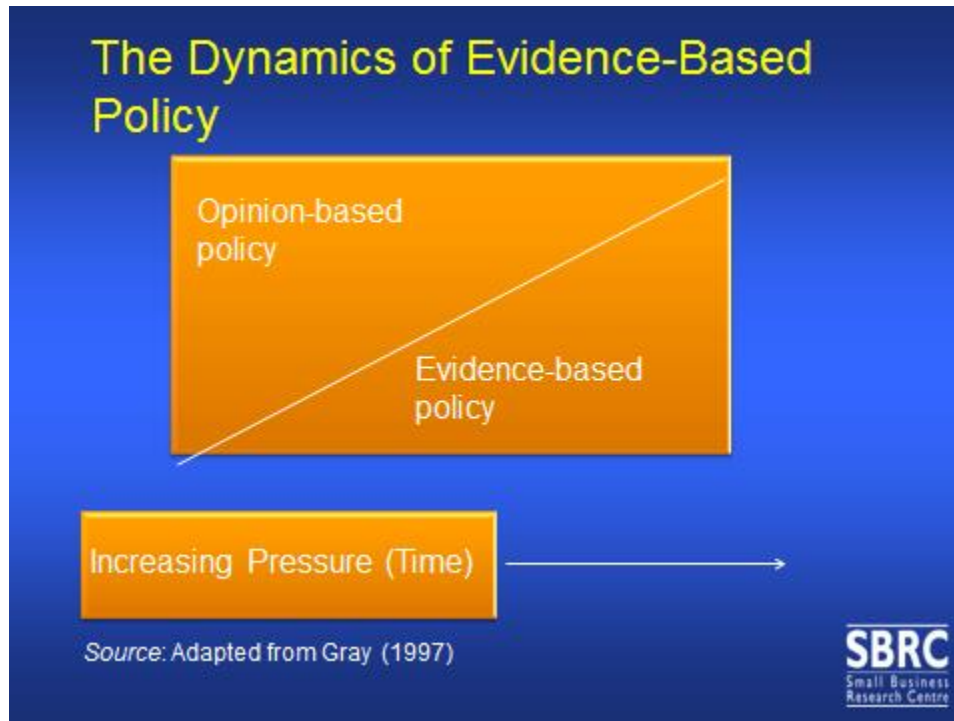 The Dynamics of Evidence-Based
Policy
Opinion-based
policy
Evidence-based
policy
Increasing Pressure (Time)
Source: Adapted from Gray (1997)
SBRC
Small Business
Research Centre